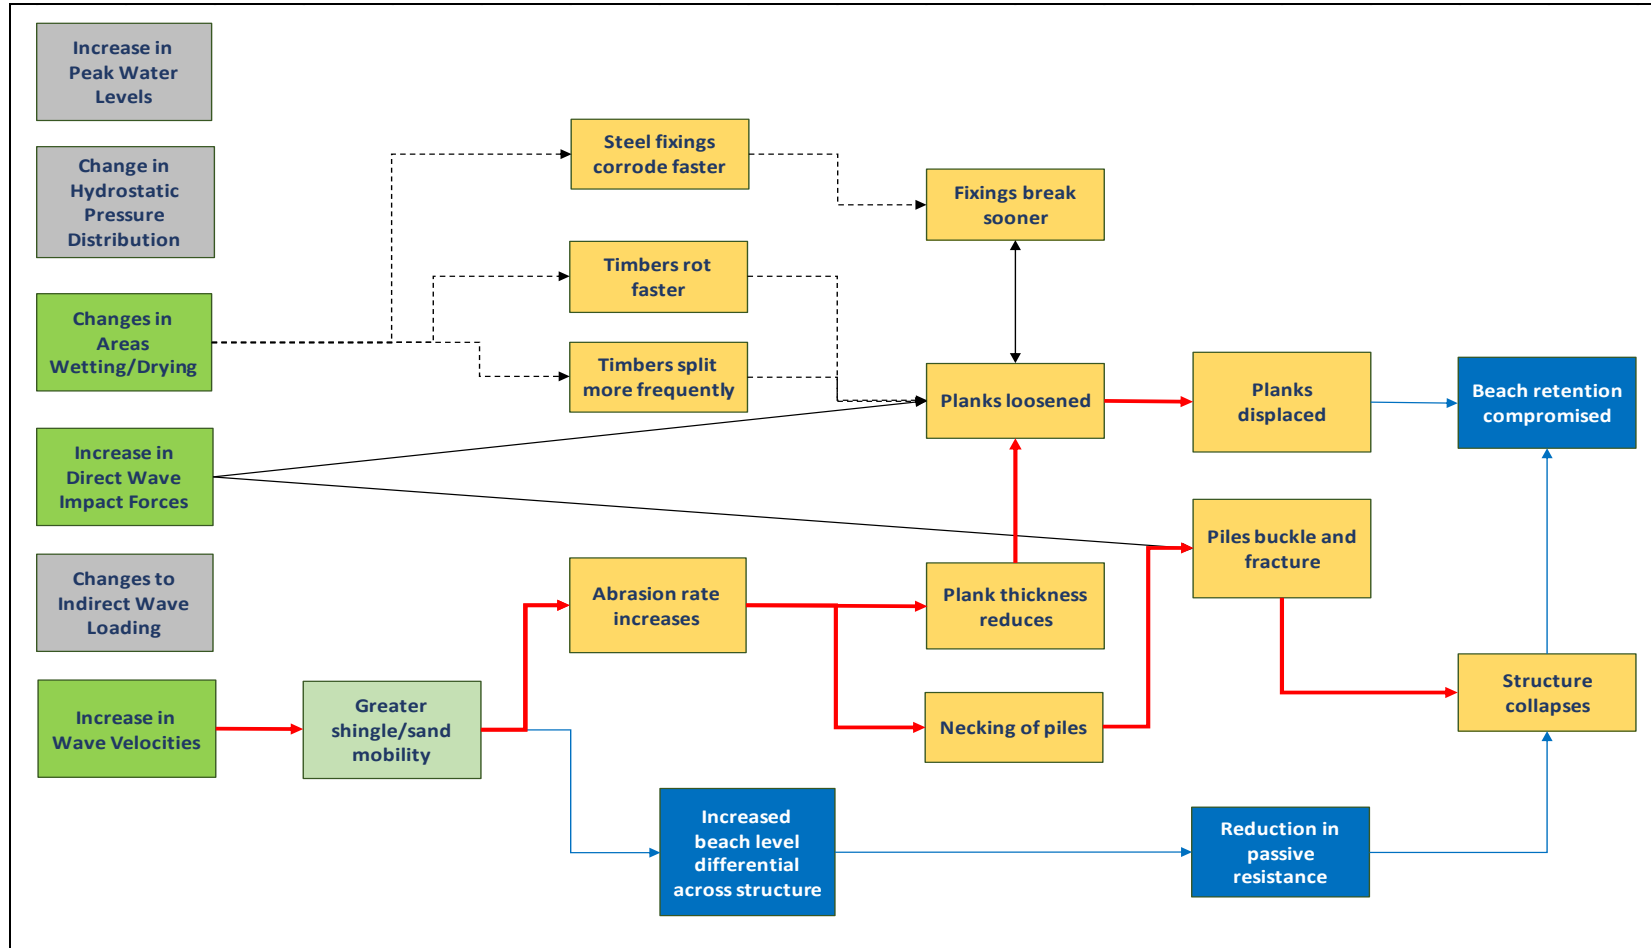 Increase in
Peak Water
Levels
Change in
Hydrostatic
Pressure
Distribution
Changes in
Areas
Wetting/Drying
Increase in
Direct Wave
Impact Forces
Changes to
Indirect Wave
Loading
Increase in
Wave Velocities
Greater
shingle/sand
mobility
Steel fixings
corrode faster
Timbers rot
faster
Timbers split
more frequently
Abrasion rate
increases
Increased
beach level
differential
across structure
Fixings break
sooner
Planks loosened
Plank thickness
reduces
Necking of piles
Planks
displaced
Piles buckle and
fracture
Reduction in
passive
resistance
Beach retention
compromised
Structure
collapses